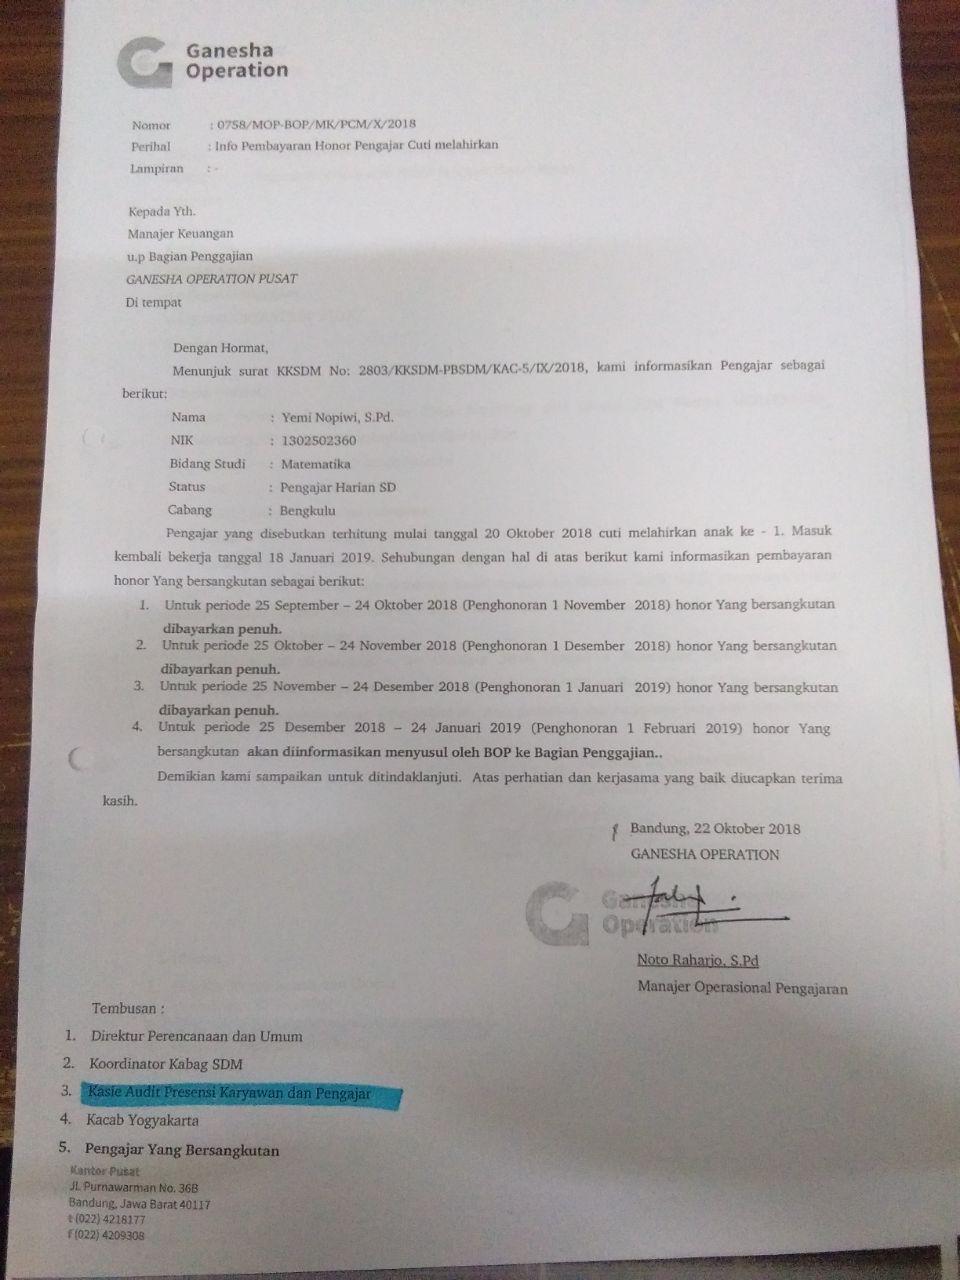 Ganesha
Operation
Nomor : 0758/MOP-BOP/MK/PCM/X/2018
Perihal : Info Pembayaran Honor Pengajar Cuti melahirkan
Lampiran : -
Kepada Yth.
Manajer Keuangan
u.p Bagian Penggajian
GANESHA OPERATION PUSAT
Di tempat
Dengan Hormat,
Menunjuk surat KKSDM No: 2803/KKSDM-PBSDM/KAC-5/IX/2018, kami informasikan Pengajar sebagai
berikut:
Nama : Yemi Nopiwi, S.Pd.
NIK : 1302502360
Bidang Studi : Matematika
Status : Pengajar Harian SD
Cabang : Bengkulu
Pengajar yang disebutkan terhitung mulai tanggal 20 Oktober 2018 cuti melahirkan anak ke - 1. Masuk
kembali bekerja tanggal 18 Januari 2019. Sehubungan dengan hal di atas berikut kami informasikan pembayaran
honor Yang bersangkutan sebagai berikut:
1. Untuk periode 25 September – 24 Oktober 2018 (Penghonoran 1 November 2018) honor Yang bersangkutan
dibayarkan penuh.
2. Untuk periode 25 Oktober – 24 November 2018 (Penghonoran 1 Desember 2018) honor Yang bersangkutan
dibayarkan penuh.
3. Untuk periode 25 November – 24 Desember 2018 (Penghonoran 1 Januari 2019) honor Yang bersangkutan
dibayarkan penuh.
4. Untuk periode 25 Desember 2018 – 24 Januari 2019 (Penghonoran 1 Februari 2019) honor Yang
bersangkutan akan diinformasikan menyusul oleh BOP ke Bagian Penggajian..
Demikian kami sampaikan untuk ditindaklanjuti. Atas perhatian dan kerjasama yang baik diucapkan terima
kasih.
Bandung, 22 Oktober 2018
GANESHA OPERATION
Ganesha
Operation
Noto Raharjo, S.Pd
Manajer Operasional Pengajaran
Tembusan :
1. Direktur Perencanaan dan Umum
2. Koordinator Kabag SDM
3. Kasie Audit Presensi Karyawan dan Pengajar
4. Kacab Yogyakarta
5. Pengajar Yang Bersangkutan
Kantor Pusat
Jl. Purnawarman No. 36B
Bandung, Jawa Barat 40117
t (022) 4218177
f (022) 4209308